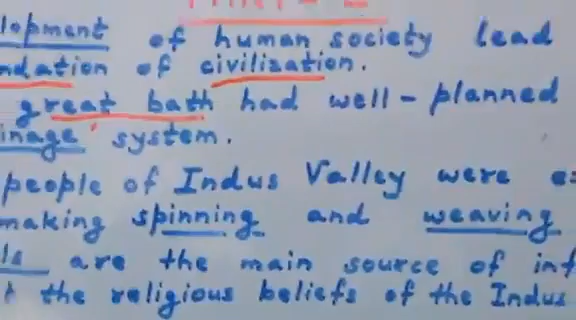 lopment of human society lead
ndation of civilization.
great bath had well-planned
inage system.
people of Indus Valley were
making spinning and weaving
ls are the main source of inf
the religious beliefs of the Indus